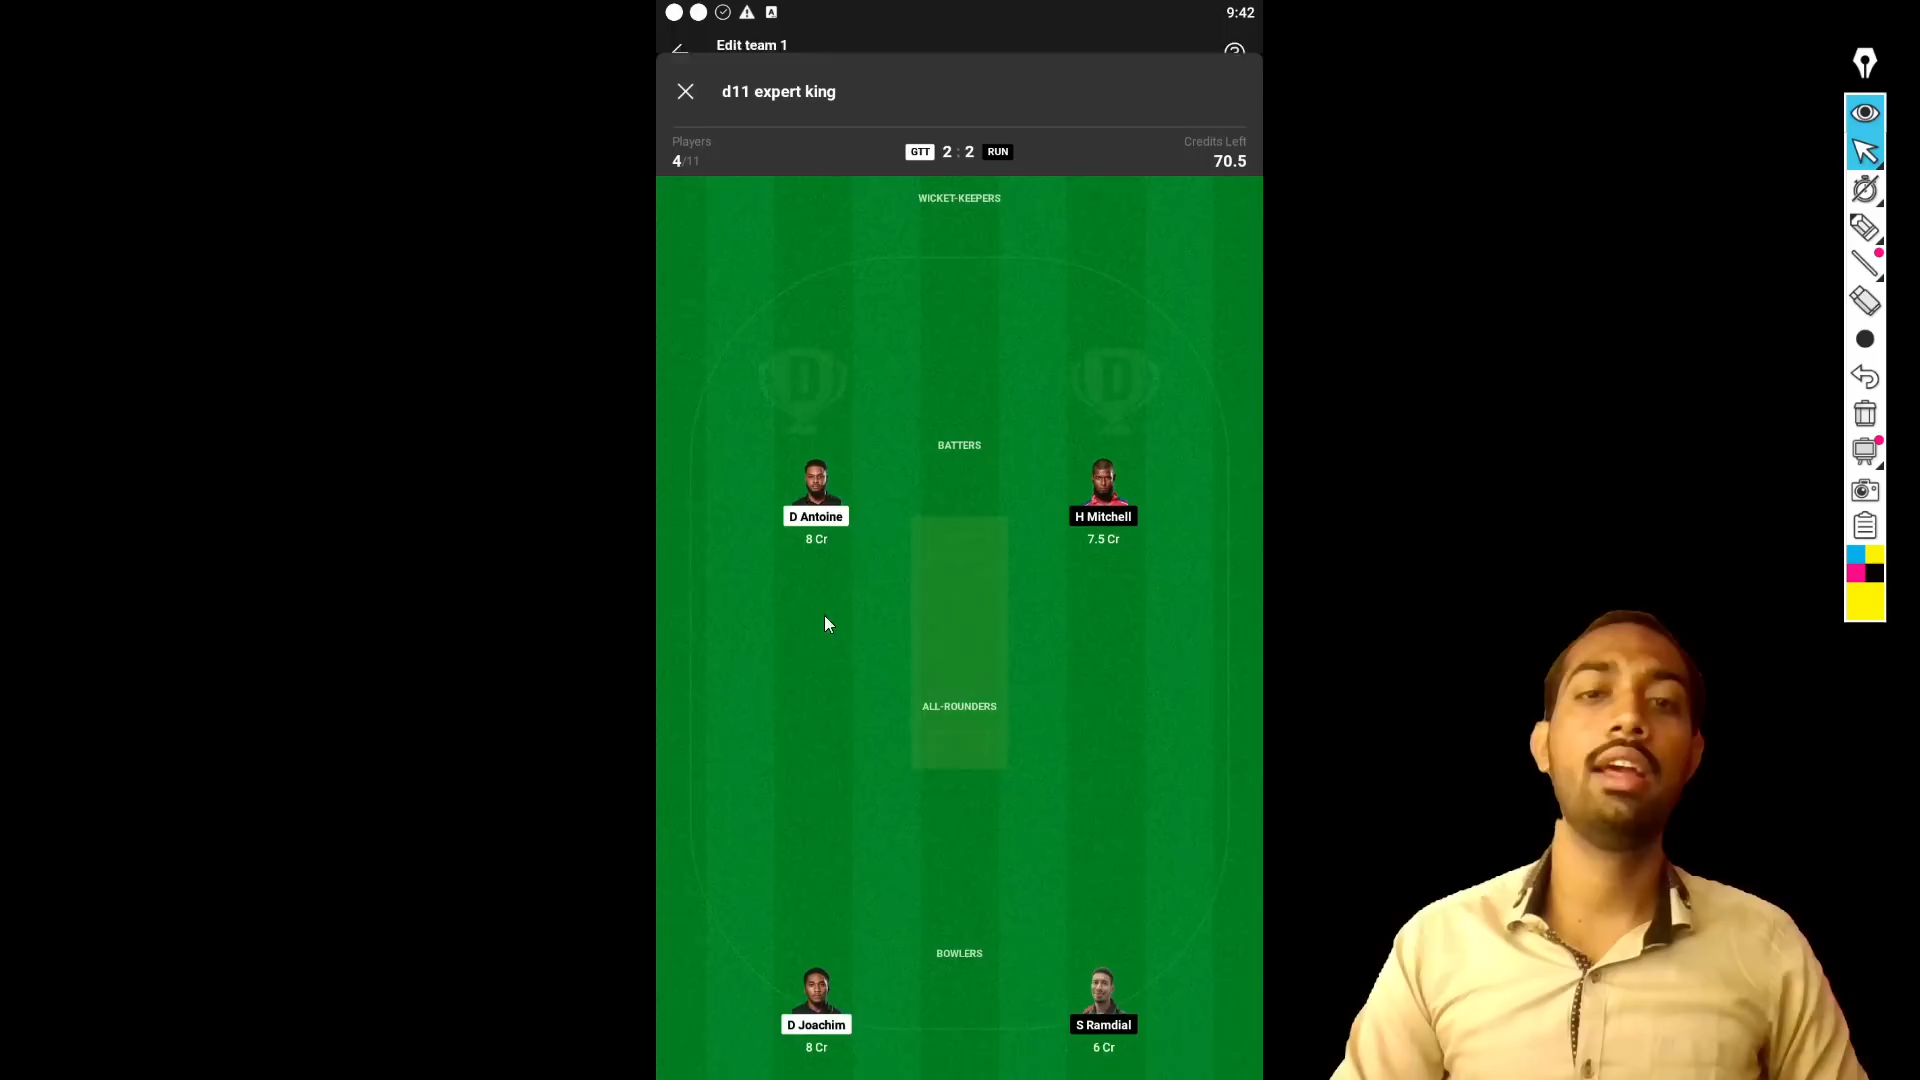 9:42
Edit team 1
d11 expert king
Players
4/11
GTT 2 : 2 RUN
Credits Left
70.5
WICKET-KEEPERS
BATTERS
D Antoine
8 Cr
H Mitchell
7.5 Cr
ALL-ROUNDERS
BOWLERS
D Joachim
8 Cr
S Ramdial
6 Cr